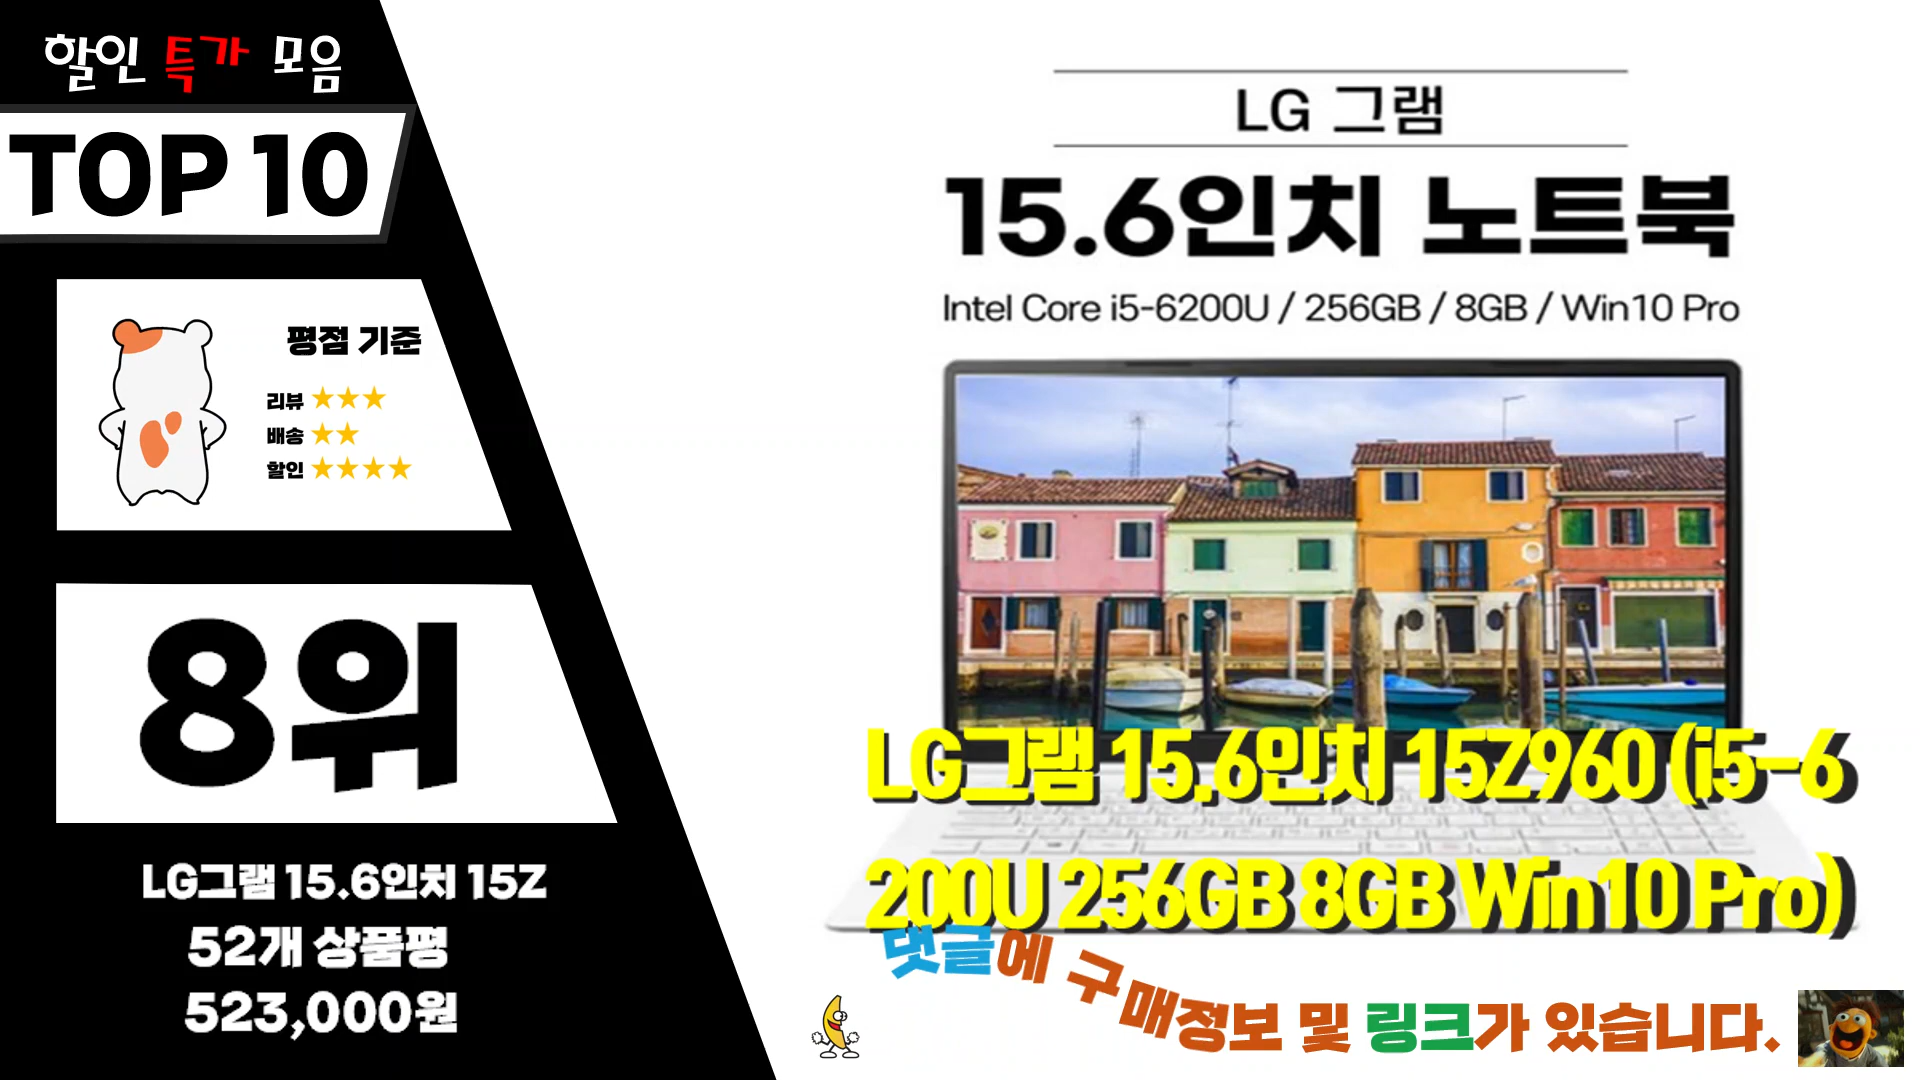 할인 특가 모음
TOP 10
평점 기준
리뷰 ★★★
배송 ★★
할인 ★★★★
8위
LG그램 15.6인치 15Z
52개 상품평
523,000원
LG 그램
15.6인치 노트북
Intel Core i5-6200U / 256GB / 8GB / Win10 Pro
LG그램 15.6인치 15Z960 (i5-6
200U 256GB 8GB Win10 Pro)
댓글에 구매정보 및 링크가 있습니다.